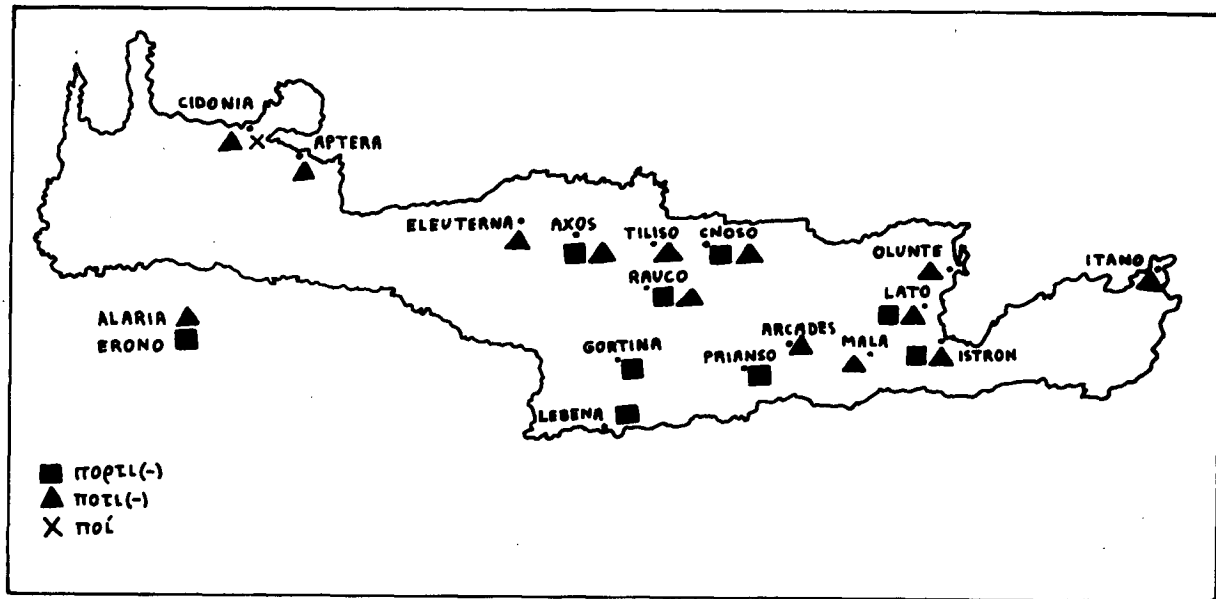 CIDONIA
APTERA
ELEUTERNA
AXOS
TILISO
CNOSO
OLUNTE
ITANO
RAUCO
LATO
ALARIA
ERONO
GORTINA
PRIANSO
ARCADES
MALA
ISTRON
LEBENA
πορτι(-)
ποτι(-)
ποί